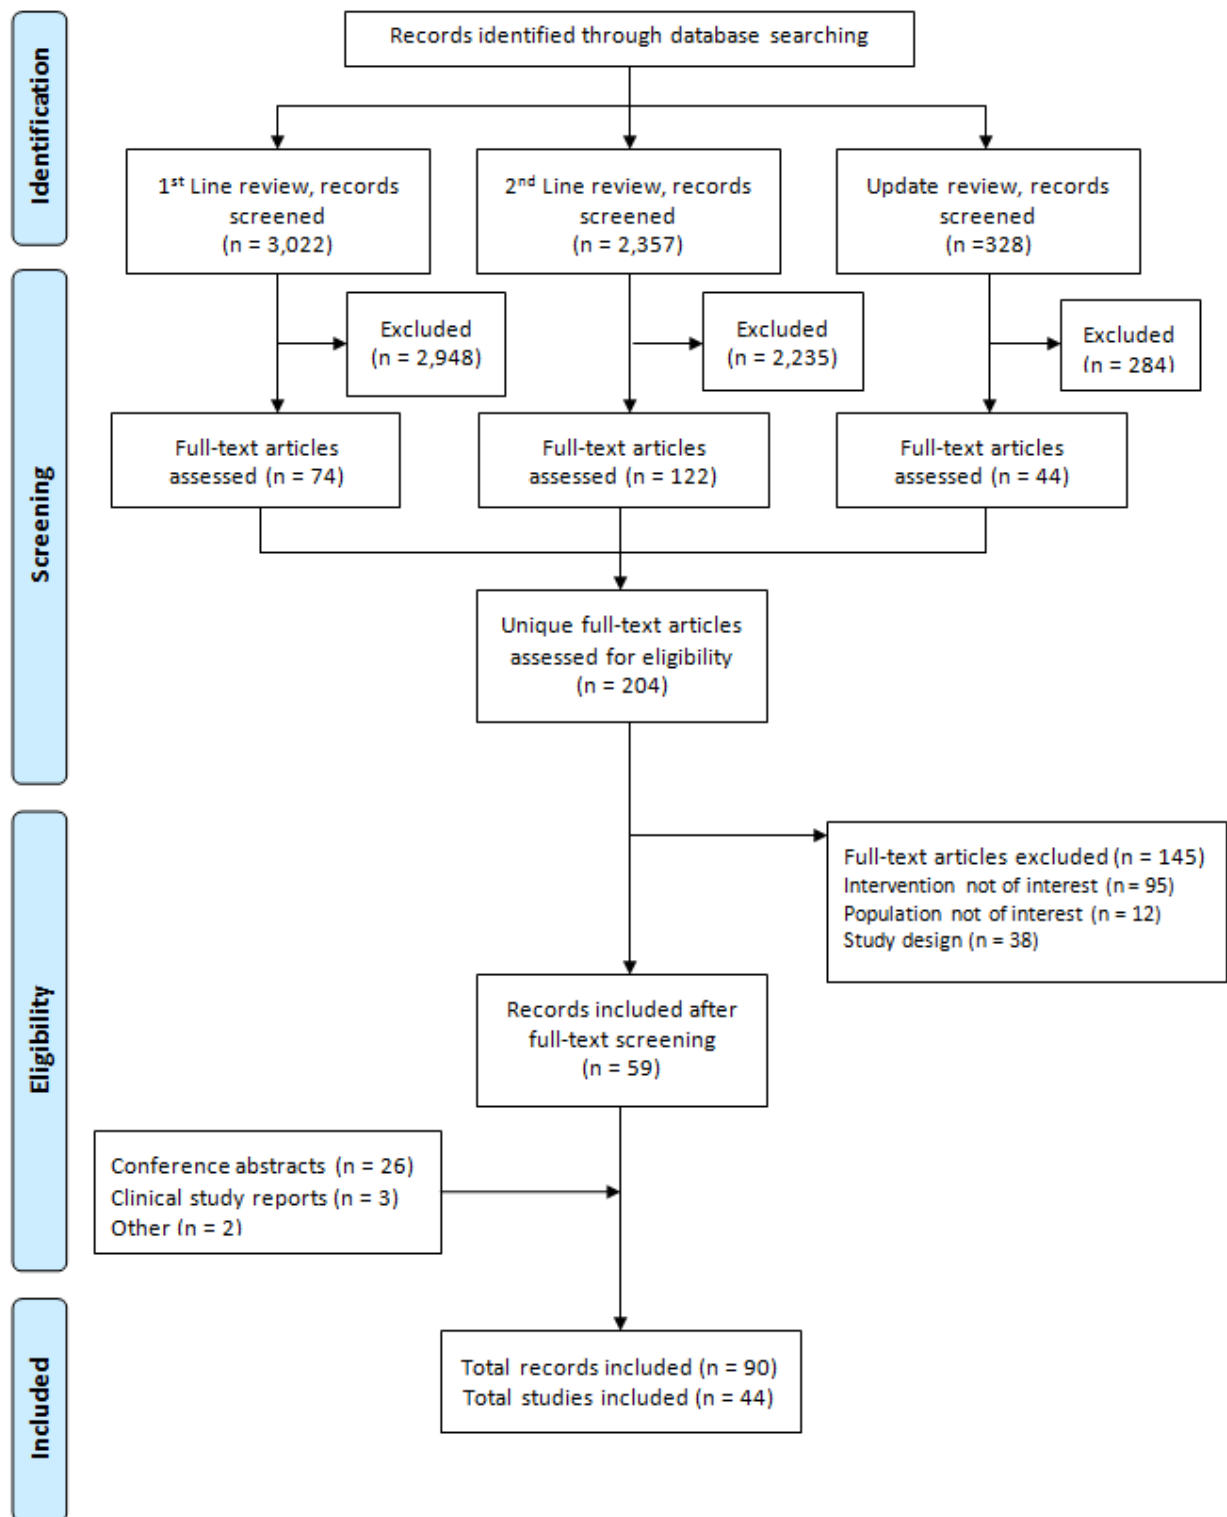 Identification
Records identified through database searching
1st Line review, records
screened
(n = 3,022)
2nd Line review, records
screened
(n = 2,357)
Update review, records
screened
(n =328)
Screening
Excluded
(n = 2,948)
Excluded
(n = 2,235)
Excluded
(n = 284)
Full-text articles
assessed (n = 74)
Full-text articles
assessed (n = 122)
Full-text articles
assessed (n = 44)
Unique full-text articles
assessed for eligibility
(n = 204)
Eligibility
Full-text articles excluded (n = 145)
Intervention not of interest (n = 95)
Population not of interest (n = 12)
Study design (n = 38)
Records included after
full-text screening
(n = 59)
Conference abstracts (n = 26)
Clinical study reports (n = 3)
Other (n = 2)
Included
Total records included (n = 90)
Total studies included (n = 44)